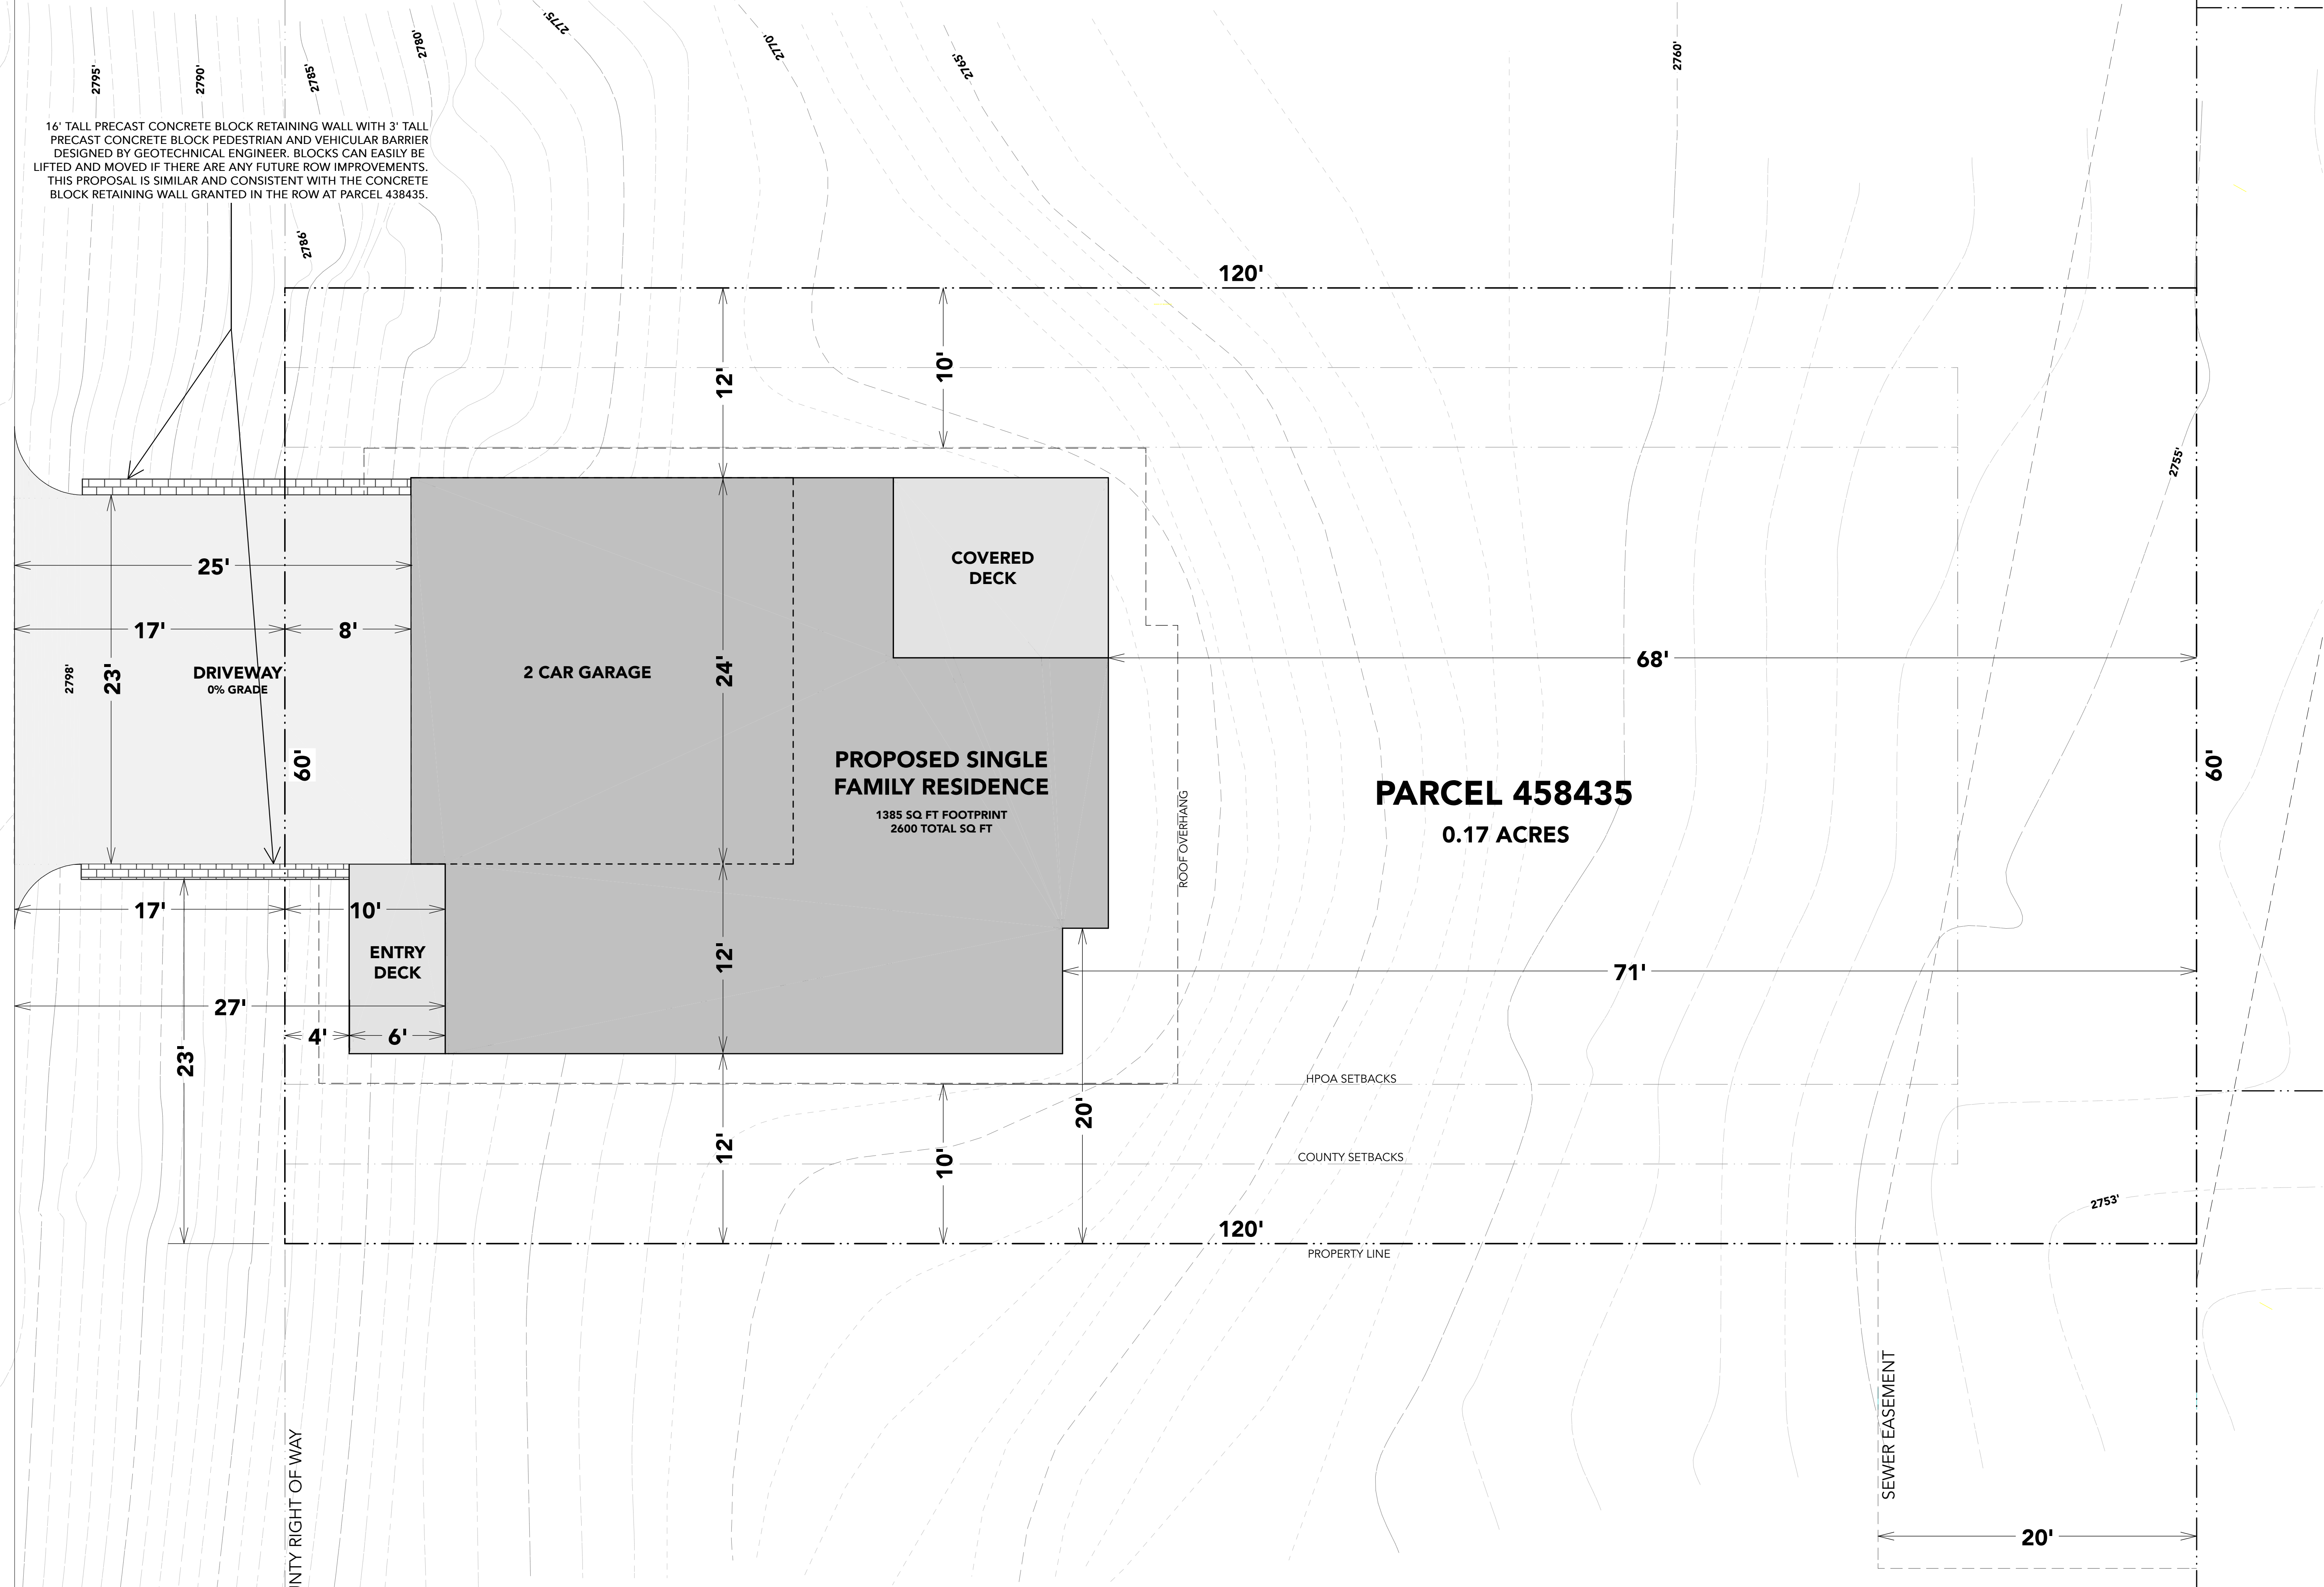 2795'
2790'
2785'
2780'
2775'
2770'
2765'
2760'
16' TALL PRECAST CONCRETE BLOCK RETAINING WALL WITH 3' TALL
PRECAST CONCRETE BLOCK PEDESTRIAN AND VEHICULAR BARRIER
DESIGNED BY GEOTECHNICAL ENGINEER. BLOCKS CAN EASILY BE
LIFTED AND MOVED IF THERE ARE ANY FUTURE ROW IMPROVEMENTS.
THIS PROPOSAL IS SIMILAR AND CONSISTENT WITH THE CONCRETE
BLOCK RETAINING WALL GRANTED IN THE ROW AT PARCEL 438435.
2786'
120'
12'
10'
2755'
25'
COVERED
DECK
17'
8'
68'
2798'
23'
DRIVEWAY
0% GRADE
2 CAR GARAGE
24'
60'
PROPOSED SINGLE
FAMILY RESIDENCE
1385 SQ FT FOOTPRINT
2600 TOTAL SQ FT
ROOF OVERHANG
PARCEL 458435
0.17 ACRES
60'
17'
10'
ENTRY
DECK
12'
71'
27'
4'
6'
23'
HPOA SETBACKS
20'
12'
10'
COUNTY SETBACKS
2753'
120'
PROPERTY LINE
SEWER EASEMENT
NTY RIGHT OF WAY
20'